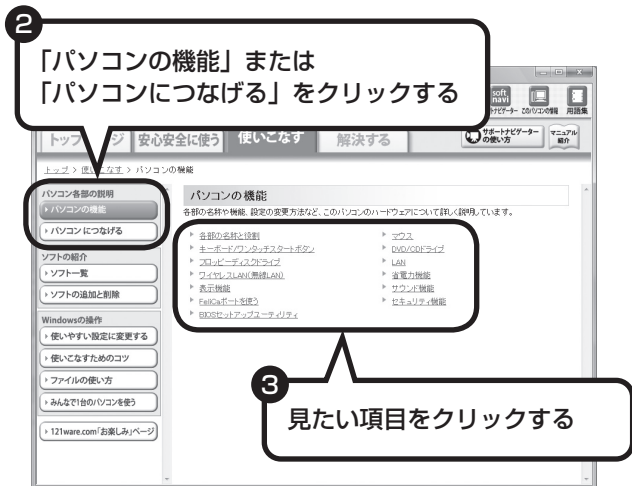 2
「パソコンの機能」または
「パソコンにつなげる」をクリックする
soft navi
このパソコンの情報
用語集
安心安全に使う
使いこなす
解決する
サポートナビゲーターの使い方
マニュアル紹介
トップ > 使いこなす > パソコンの機能
パソコン各部の説明
パソコンの機能
パソコンにつなげる
ソフトの紹介
ソフト一覧
ソフトの追加と削除
Windowsの操作
使いやすい設定に変更する
使いこなすためのコツ
ファイルの使い方
みんなで1台のパソコンを使う
121ware.com「お楽しみ」ページ
パソコンの機能
各部の名称や機能、設定の変更方法など、このパソコンのハードウェアについて詳しく説明しています。
各部の名称と役割
キーボード/ワンタッチスタートボタン
フロッピーディスクドライブ
ワイヤレスLAN(無線LAN)
表示機能
FeliCaポートを使う
BIOSセットアップユーティリティ
マウス
DVD/CDドライブ
LAN
省電力機能
サウンド機能
セキュリティ機能
3
見たい項目をクリックする